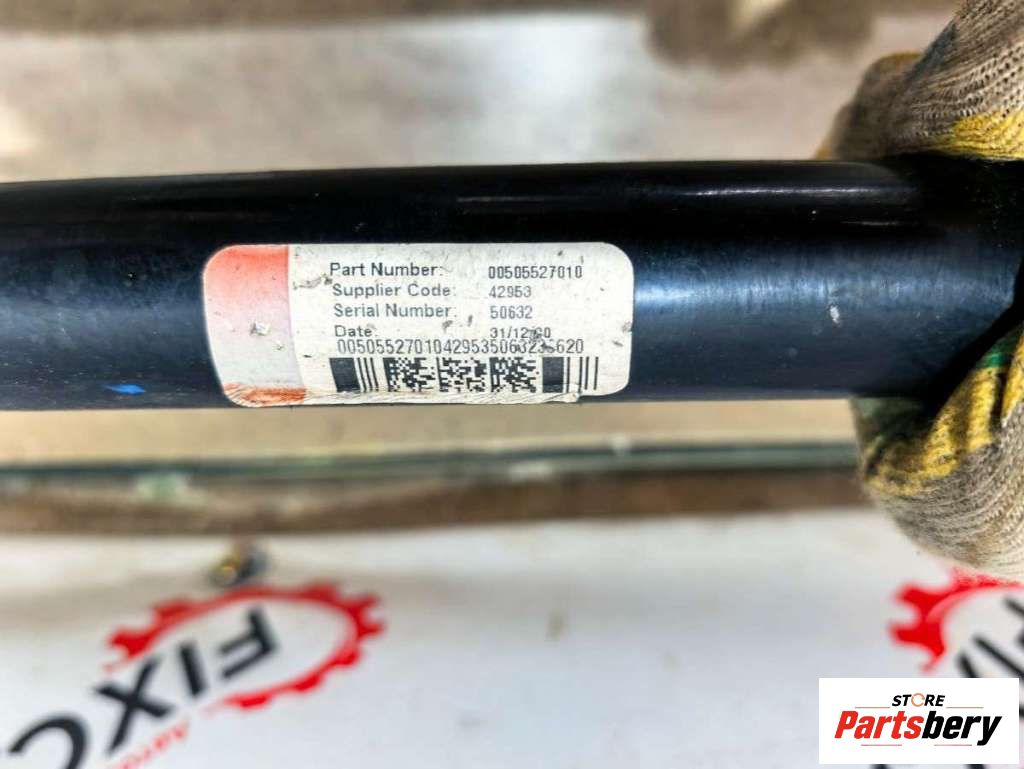 Part Number: 00505527010
Supplier Code: 42953
Serial Number: 50632
Date:
FIXC
STORE
Partsbery